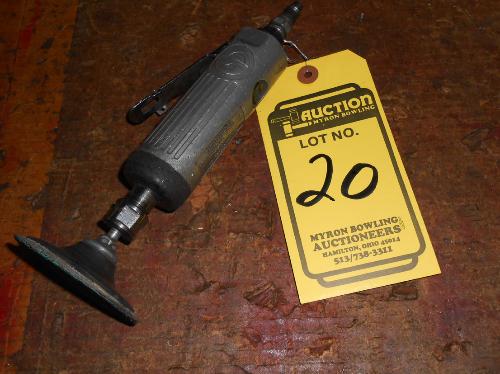 AUCTION
MYRON BOWLING
LOT NO.
20
MYRON BOWLING
AUCTIONEERS
HAMILTON, OHIO 45014
513/738-3311